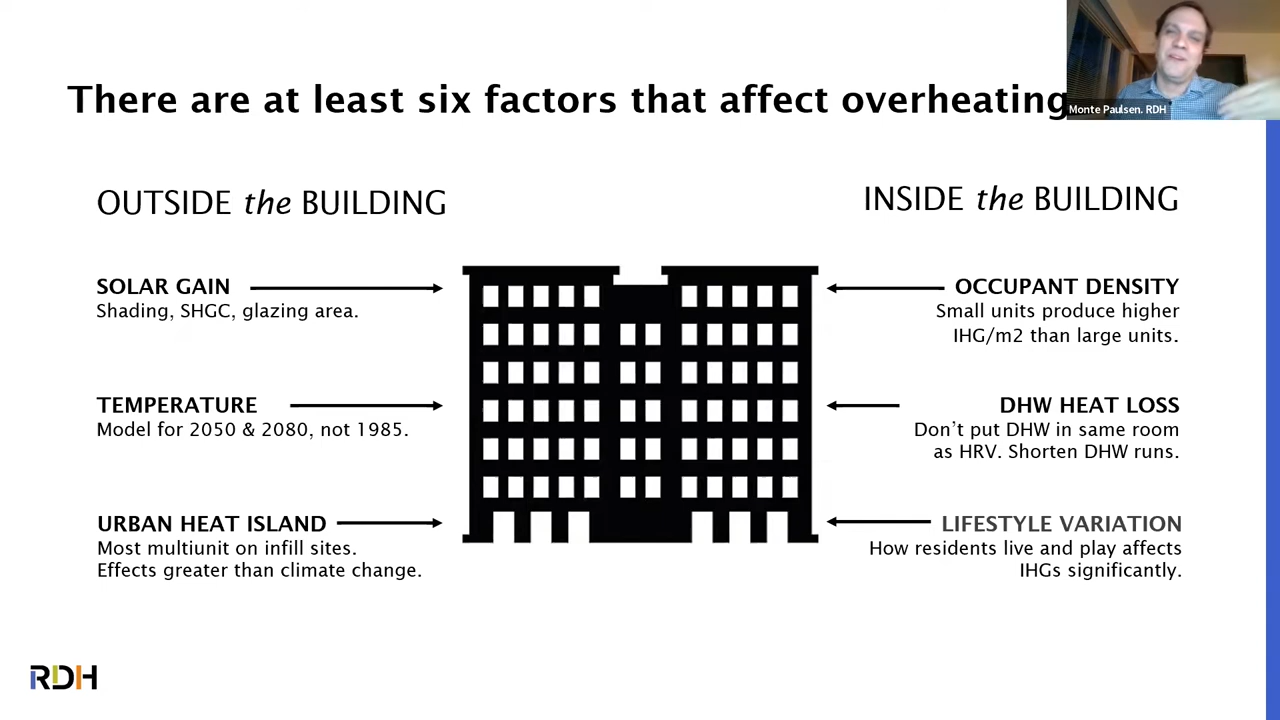 There are at least six factors that affect overheating
Monte Paulsen. RDH
OUTSIDE the BUILDING
SOLAR GAIN
Shading, SHGC, glazing area.
TEMPERATURE
Model for 2050 & 2080, not 1985.
URBAN HEAT ISLAND
Most multiunit on infill sites.
Effects greater than climate change.
INSIDE the BUILDING
OCCUPANT DENSITY
Small units produce higher
IHG/m2 than large units.
DHW HEAT LOSS
Don’t put DHW in same room
as HRV. Shorten DHW runs.
LIFESTYLE VARIATION
How residents live and play affects
IHGs significantly.
RDH